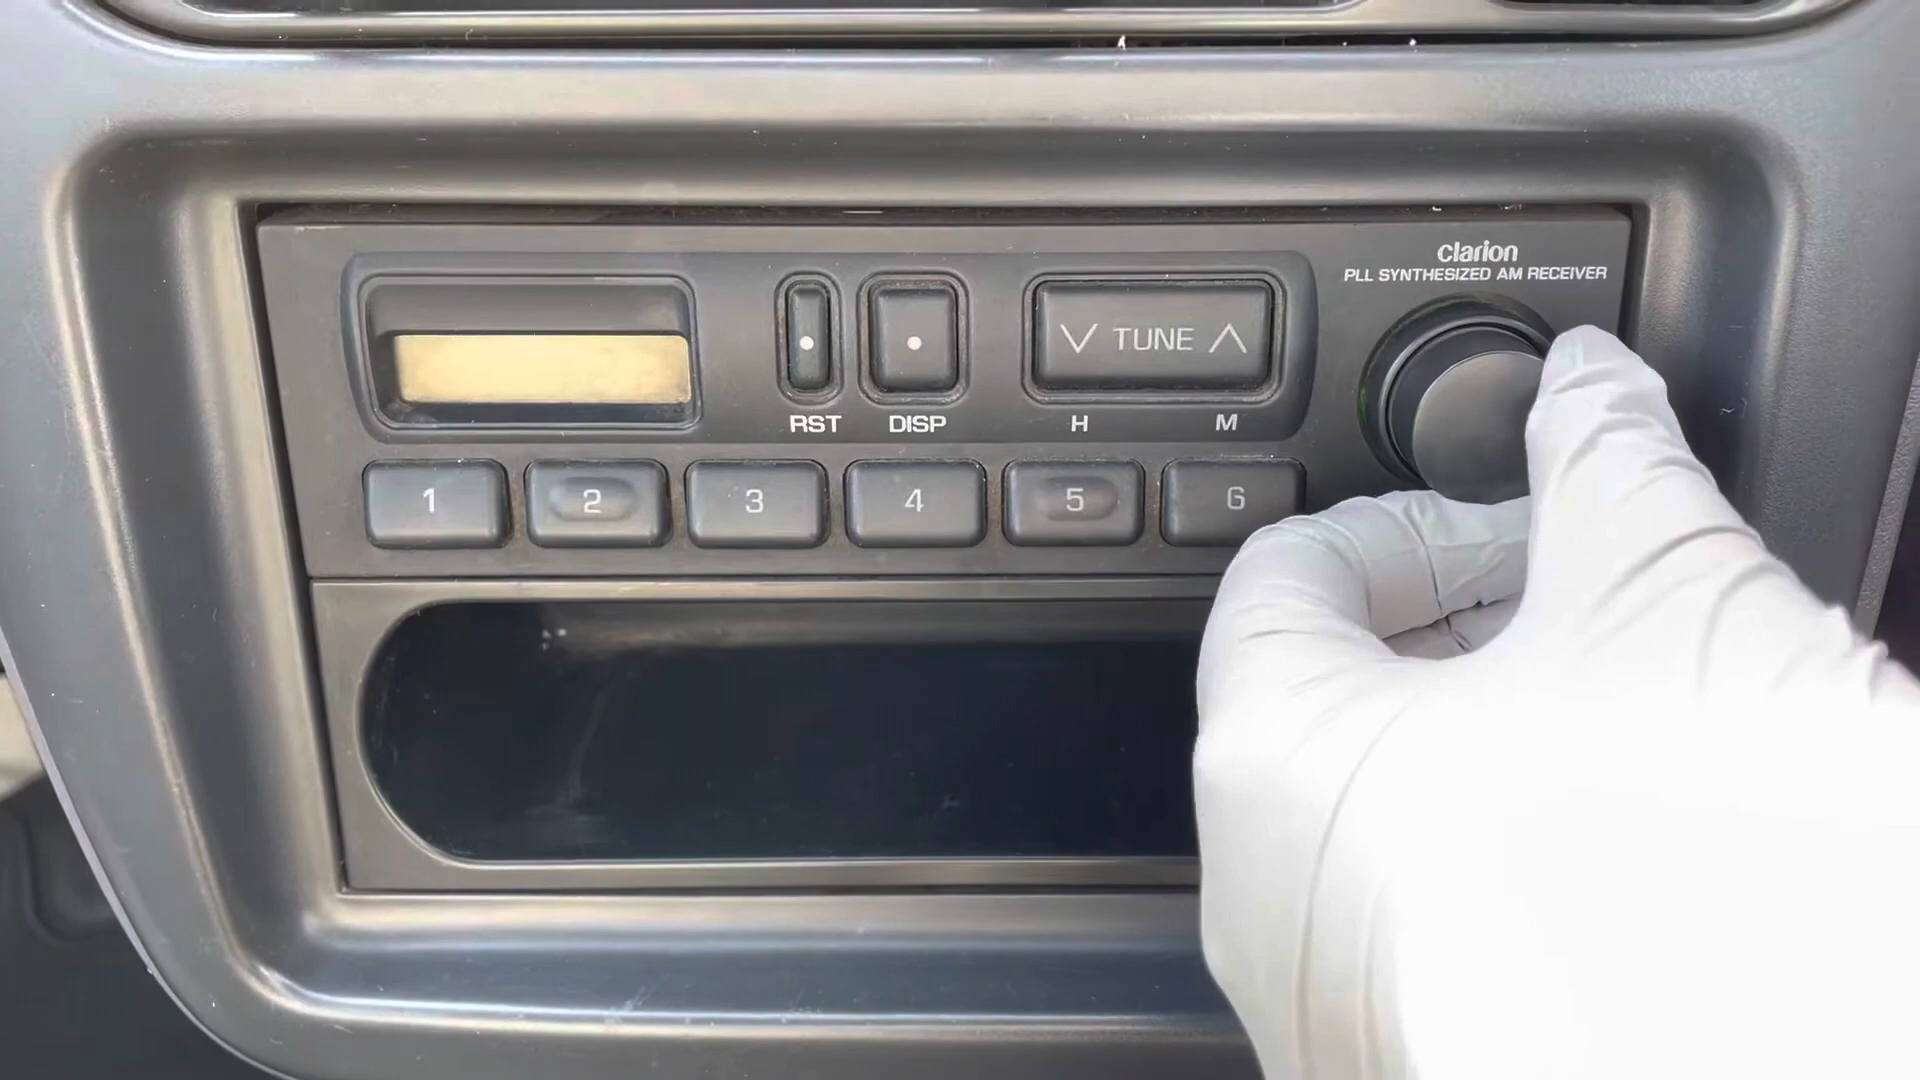 clarion
PLL SYNTHESIZED AM RECEIVER
TUNE
RST DISP H M
1 2 3 4 5 6